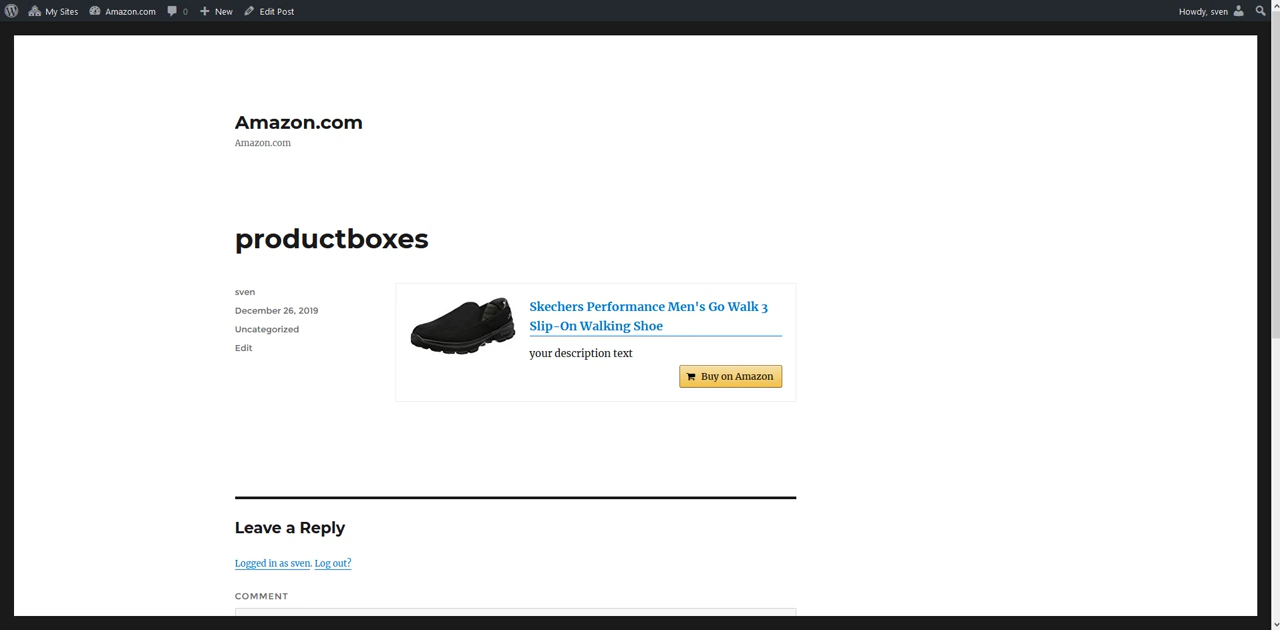 My Sites Amazon.com 0 New Edit Post Howdy, sven
Amazon.com
Amazon.com
productboxes
sven
December 26, 2019
Uncategorized
Edit
Skechers Performance Men's Go Walk 3
Slip-On Walking Shoe
your description text
Buy on Amazon
Leave a Reply
Logged in as sven. Log out?
COMMENT